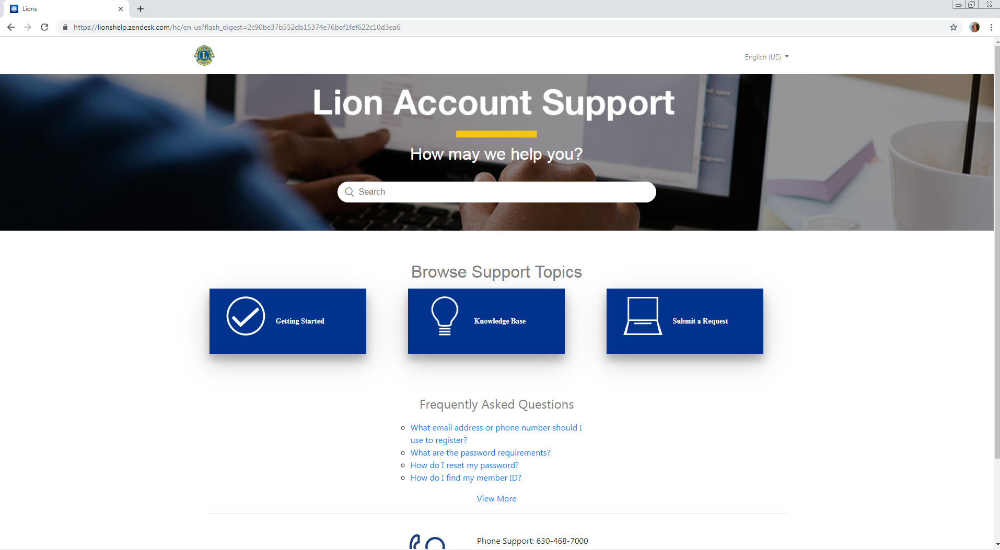 Lions
https://lionshelp.zendesk.com/hc/en-us?flash_digest=2c90be37b552db15374e76bef1fef622c10d3ea6
LIONS
L
INTERNATIONAL
English (US)
Lion Account Support
How may we help you?
Search
Browse Support Topics
Getting Started
Knowledge Base
Submit a Request
Frequently Asked Questions
What email address or phone number should I
use to register?
What are the password requirements?
How do I reset my password?
How do I find my member ID?
View More
Phone Support: 630-468-7000